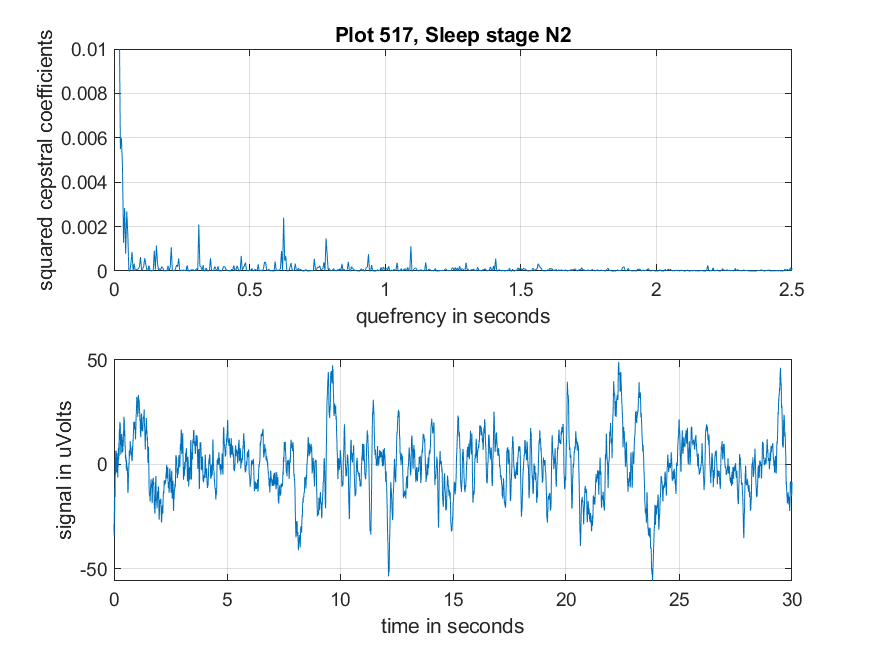 Plot 517, Sleep stage N2
squared cepstral coefficients
0.01
0.008
0.006
0.004
0.002
0
0 0.5 1 1.5 2 2.5
quefrency in seconds
signal in uVolts
50
0
-50
0 5 10 15 20 25 30
time in seconds